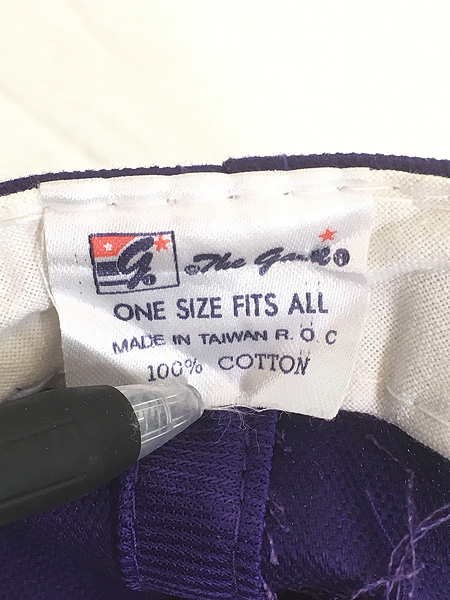 G®
The Game®
ONE SIZE FITS ALL
MADE IN TAIWAN R.O.C
100% COTTON